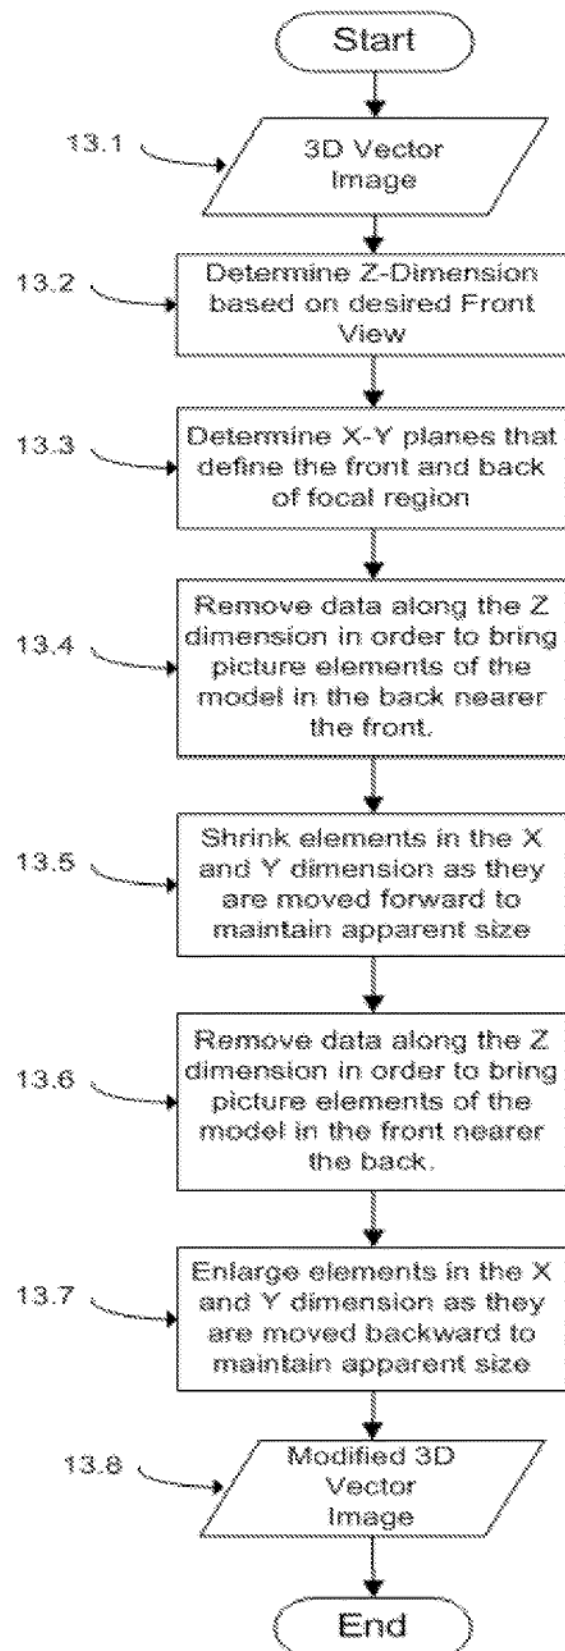 Start
13.1
3D Vector
Image
13.2
Determine Z-Dimension
based on desired Front
View
13.3
Determine X-Y planes that
define the front and back
of focal region
13.4
Remove data along the Z
dimension in order to bring
picture elements of the
model in the back nearer
the front.
13.5
Shrink elements in the X
and Y dimension as they
are moved forward to
maintain apparent size
13.6
Remove data along the Z
dimension in order to bring
picture elements of the
model in the front nearer
the back.
13.7
Enlarge elements in the X
and Y dimension as they
are moved backward to
maintain apparent size
13.8
Modified 3D
Vector
Image
End